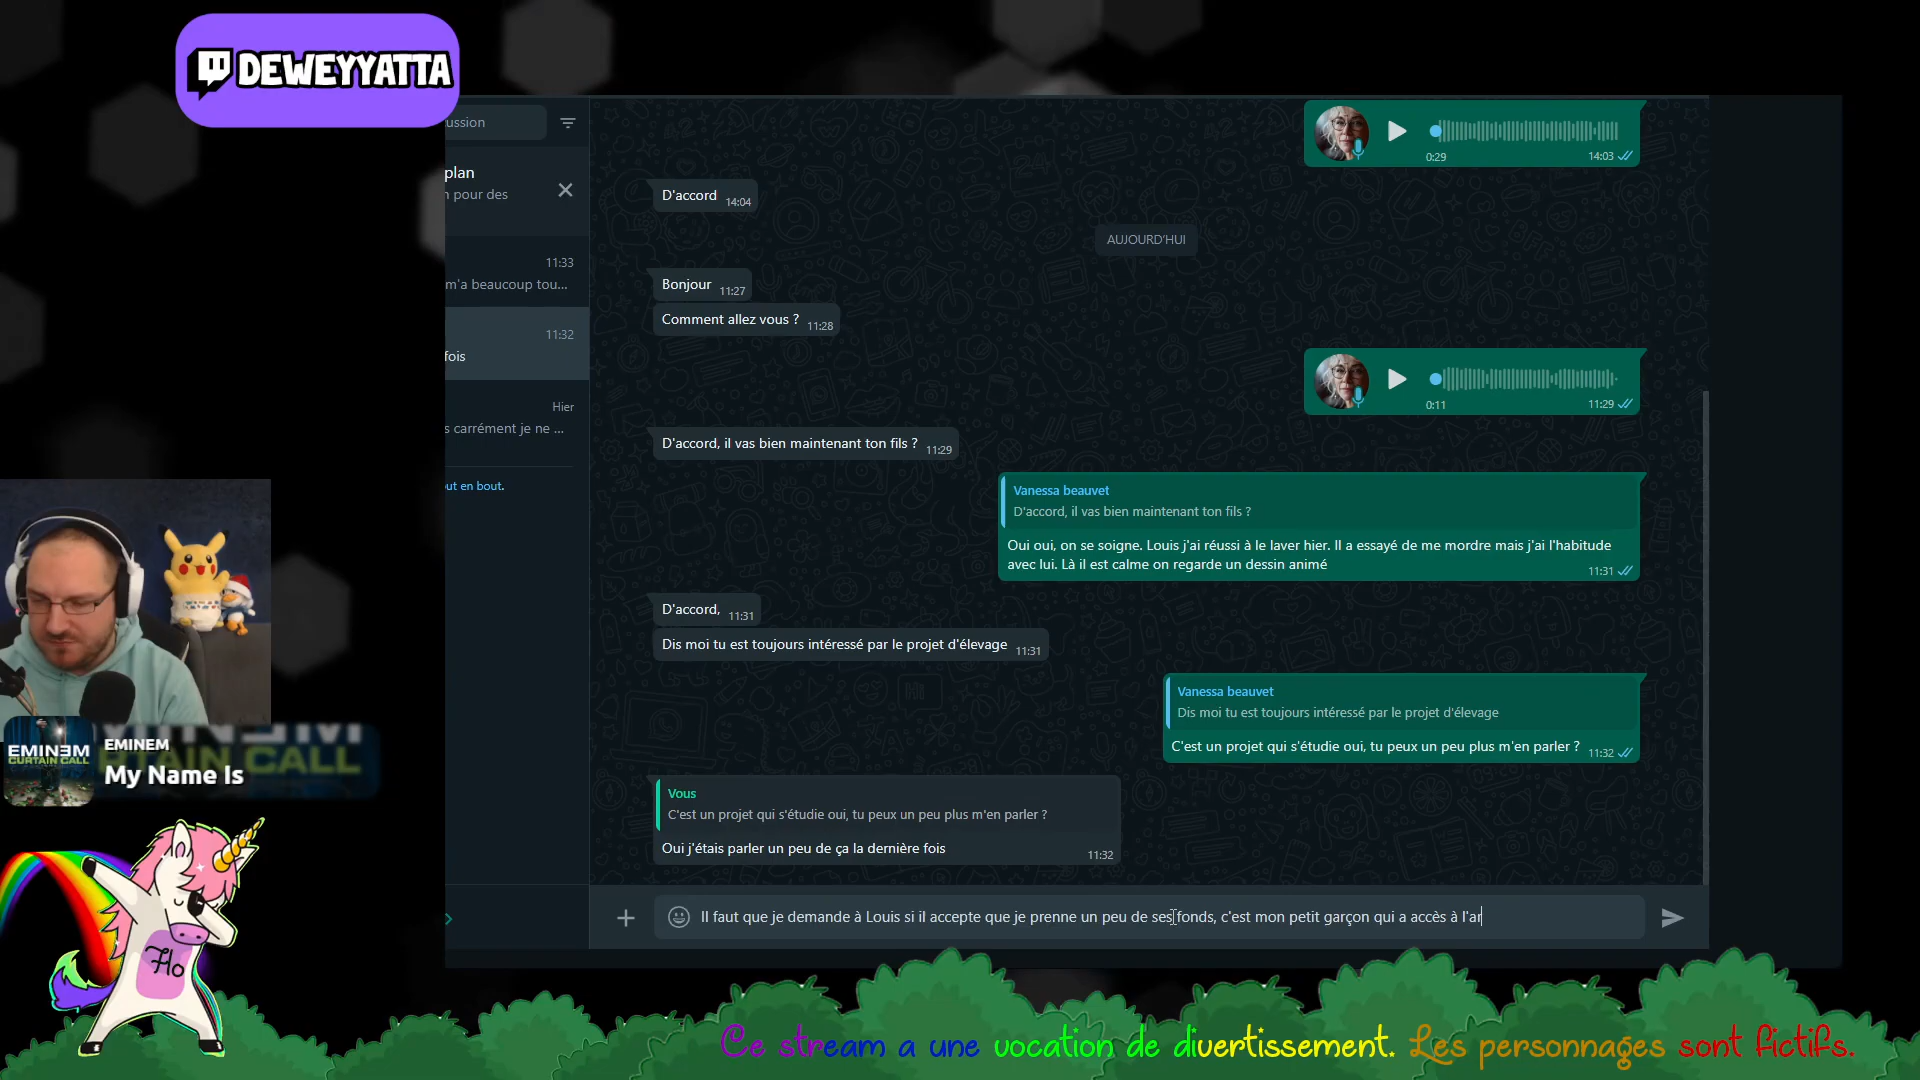 DEWEYYATTA
ussion
plan
n pour des
11:33
m'a beaucoup tou...
11:32
fois
Hier
s carrément je ne ...
out en bout.
0:29
14:03
D'accord
14:04
AUJOURD'HUI
Bonjour
11:27
Comment allez vous ?
11:28
0:11
11:29
D'accord, il vas bien maintenant ton fils ?
11:29
Vanessa beauvet
D'accord, il vas bien maintenant ton fils ?
Oui oui, on se soigne. Louis j'ai réussi à le laver hier. Il a essayé de me mordre mais j'ai l'habitude
avec lui. Là il est calme on regarde un dessin animé
11:31
D'accord,
11:31
Dis moi tu est toujours intéressé par le projet d'élevage
11:31
Vanessa beauvet
Dis moi tu est toujours intéressé par le projet d'élevage
C'est un projet qui s'étudie oui, tu peux un peu plus m'en parler ?
11:32
Vous
C'est un projet qui s'étudie oui, tu peux un peu plus m'en parler ?
Oui j'étais parler un peu de ça la dernière fois
11:32
Il faut que je demande à Louis si il accepte que je prenne un peu de ses fonds, c'est mon petit garçon qui a accès à l'ar
EMINEM
CURTAIN CALL
EMINEM
My Name Is
Flo
Ce stream a une vocation de divertissement. Les personnages sont fictifs.